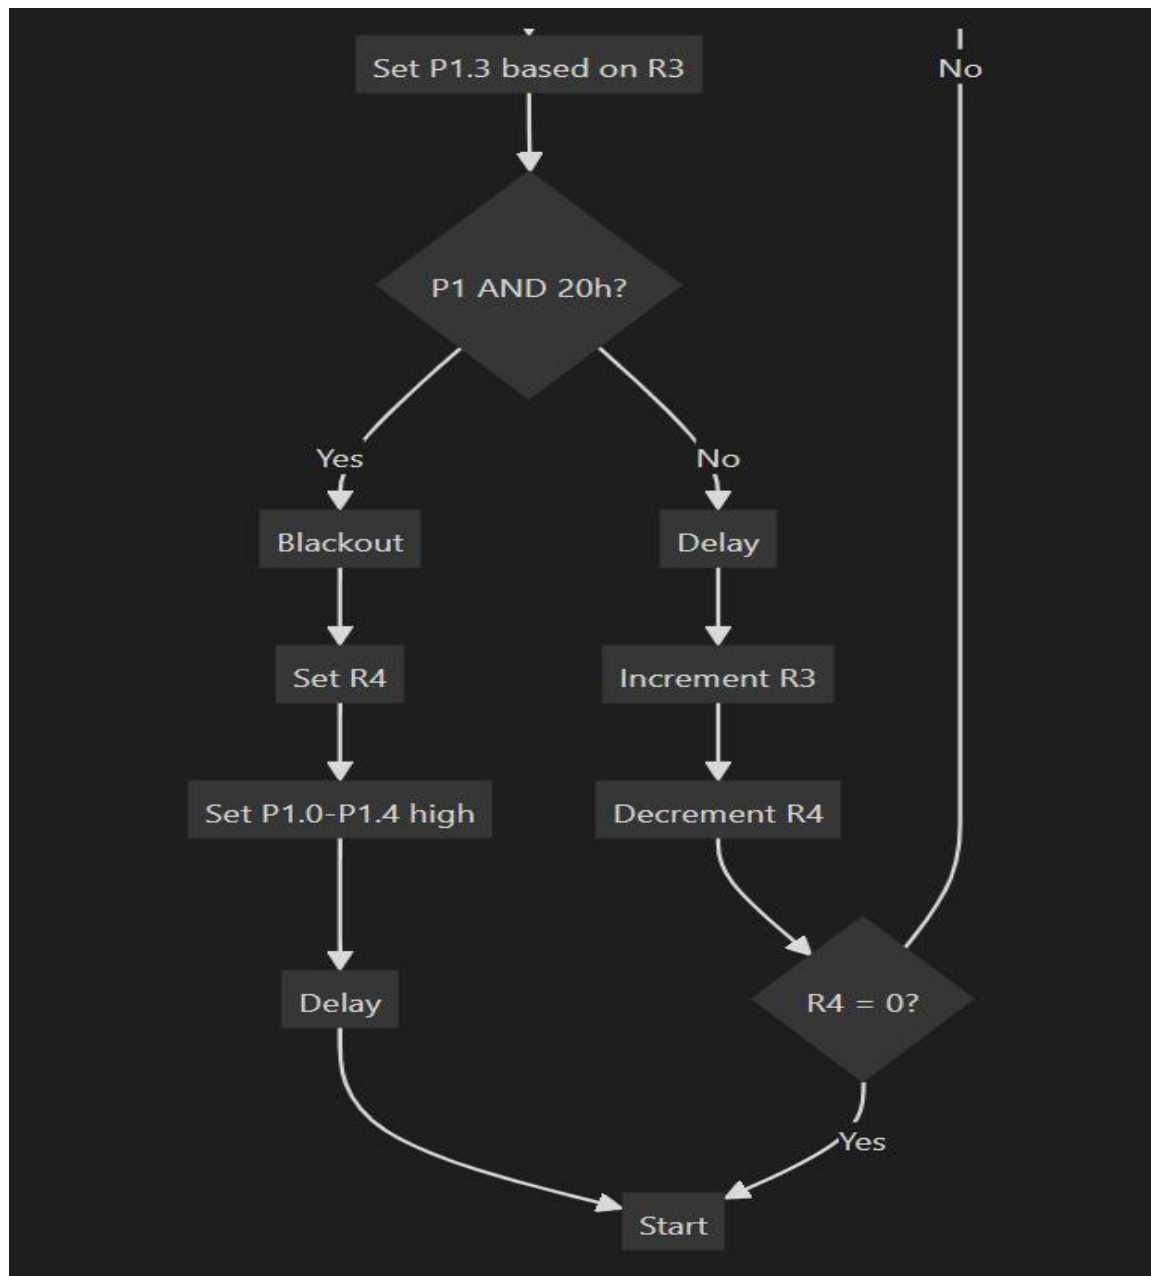 Set P1.3 based on R3
No
P1 AND 20h?
Yes
No
Blackout
Delay
Set R4
Increment R3
Set P1.0-P1.4 high
Decrement R4
Delay
R4 = 0?
Yes
Start